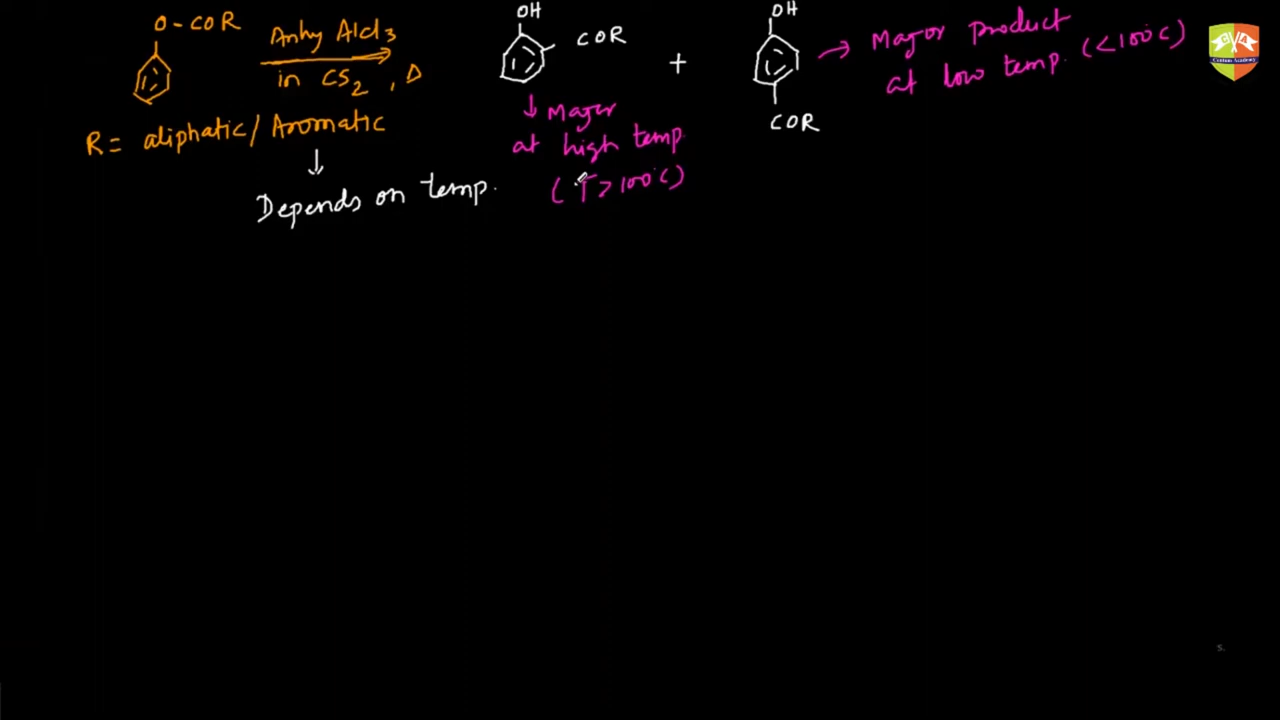 O-COR
Anhy AlCl3
in CS2, Δ
R = aliphatic/Aromatic
↓
Depends on temp.
OH
COR
↓ Major
at high temp.
(T>100°C)
+
OH
COR
→ Major product
at low temp. (<100°C)